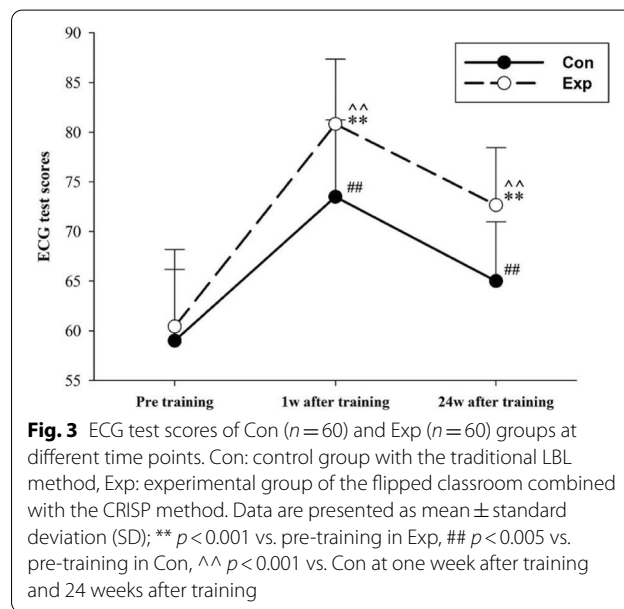 90
85
80
75
70
65
60
55
ECG test scores
Con
Exp
^^
**
##
^^
**
##
Pre training 1w after training 24w after training
Fig. 3 ECG test scores of Con (n=60) and Exp (n=60) groups at
different time points. Con: control group with the traditional LBL
method, Exp: experimental group of the flipped classroom combined
with the CRISP method. Data are presented as mean ± standard
deviation (SD); ** p<0.001 vs. pre-training in Exp, ## p<0.005 vs.
pre-training in Con, ^^ p<0.001 vs. Con at one week after training
and 24 weeks after training